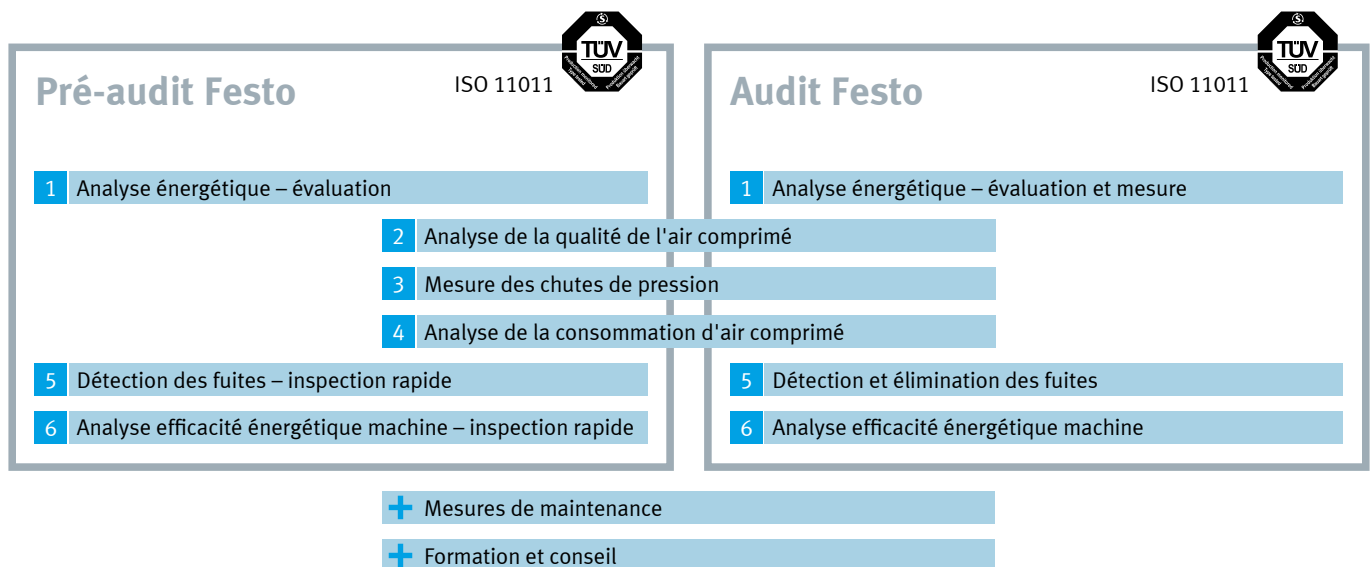 Pré-audit Festo
ISO 11011
TÜV
SÜD
1 Analyse énergétique – évaluation
Audit Festo
ISO 11011
TÜV
SÜD
1 Analyse énergétique – évaluation et mesure
2 Analyse de la qualité de l'air comprimé
3 Mesure des chutes de pression
4 Analyse de la consommation d'air comprimé
5 Détection des fuites – inspection rapide
6 Analyse efficacité énergétique machine – inspection rapide
5 Détection et élimination des fuites
6 Analyse efficacité énergétique machine
+ Mesures de maintenance
+ Formation et conseil